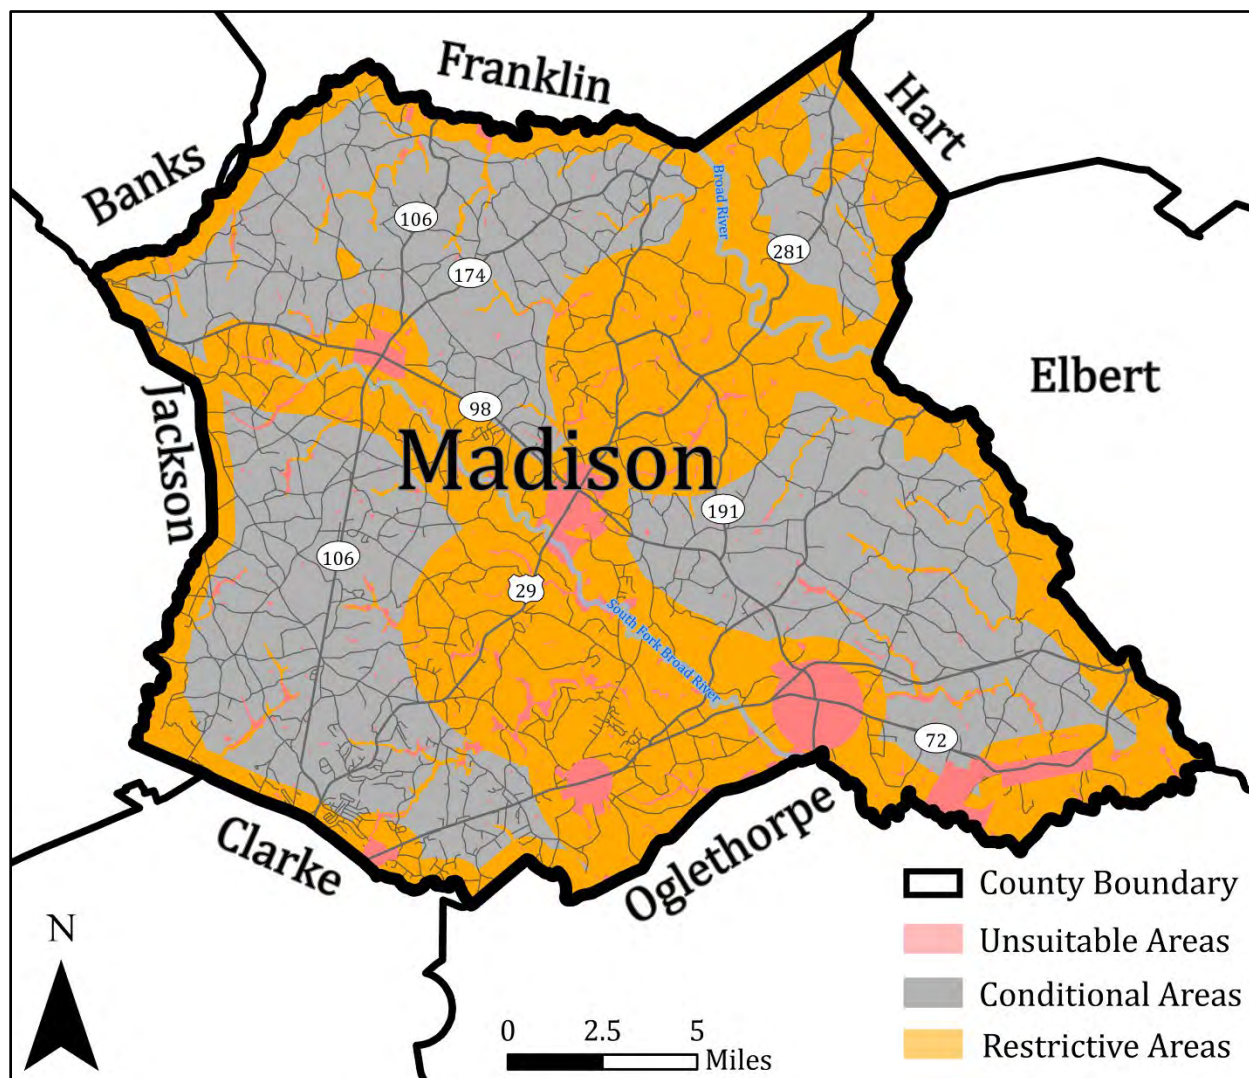 Franklin
Hart
Banks
Broad River
106
281
174
Elbert
Jackson
98
Madison
191
106
29
South Fork Broad River
72
Clarke
Oglethorpe
County Boundary
N
Unsuitable Areas
Conditional Areas
0 2.5 5
Miles
Restrictive Areas